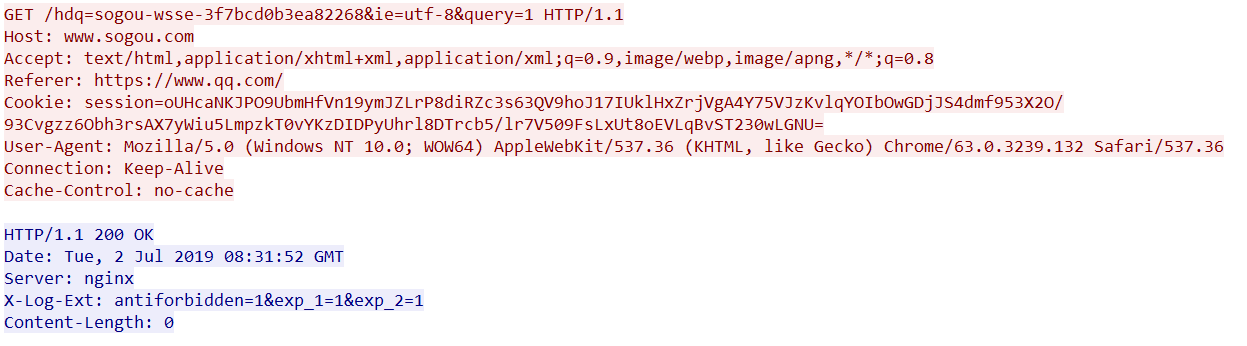 GET /hdq=sogou-wsse-3f7bcd0b3ea82268&ie=utf-8&query=1 HTTP/1.1
Host: www.sogou.com
Accept: text/html,application/xhtml+xml,application/xml;q=0.9,image/webp,image/apng,*/*;q=0.8
Referer: https://www.qq.com/
Cookie: session=oUHcaNKJPO9UbmHfVn19ymJZLrP8diRZc3s63QV9hoJ17IUklHxZrjVgA4Y75VJzKvlqYOIbOwGDjJS4dmf953X2O/
93Cvgzz6Obh3rsAX7yWiu5LmpzkT0vYKzDIDPyUhrl8DTrcb5/lr7V509FsLxUt8oEVLqBvST230wLGNU=
User-Agent: Mozilla/5.0 (Windows NT 10.0; WOW64) AppleWebKit/537.36 (KHTML, like Gecko) Chrome/63.0.3239.132 Safari/537.36
Connection: Keep-Alive
Cache-Control: no-cache
HTTP/1.1 200 OK
Date: Tue, 2 Jul 2019 08:31:52 GMT
Server: nginx
X-Log-Ext: antiforbidden=1&exp_1=1&exp_2=1
Content-Length: 0